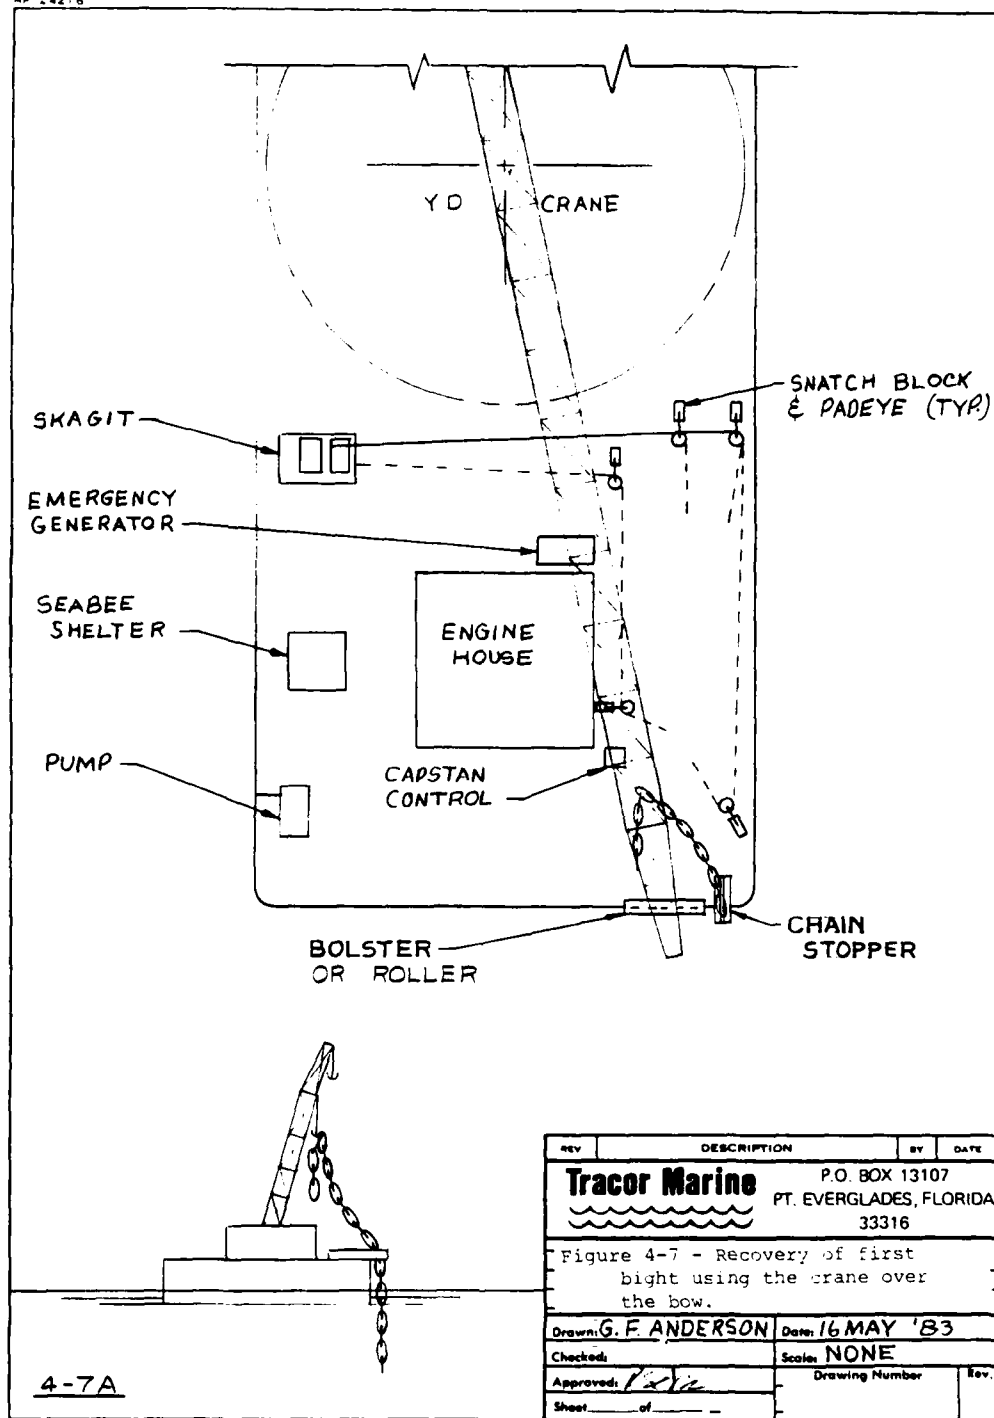 YD CRANE
SNATCH BLOCK
& PADEYE (TYP.)
SKAGIT
EMERGENCY
GENERATOR
SEABEE
SHELTER
ENGINE
HOUSE
PUMP
CAPSTAN
CONTROL
BOLSTER
OR ROLLER
CHAIN
STOPPER
REV DESCRIPTION BY DATE
Tracor Marine
P.O. BOX 13107
PT. EVERGLADES, FLORIDA
33316
Figure 4-7 - Recovery of first
bight using the crane over
the bow.
Drawn: G. F. ANDERSON Date: 16 MAY '83
Checked: Scale: NONE
Approved: Drawing Number Rev.
Sheet of
4-7A